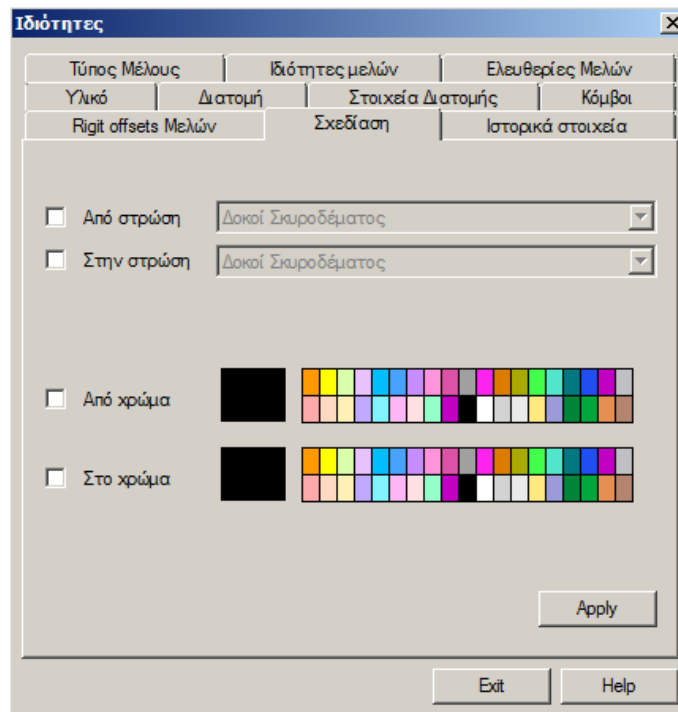 Ιδιότητες
Τύπος Μέλους Ιδιότητες μελών Ελευθερίες Μελών
Υλικό Διατομή Στοιχεία Διατομής Κόμβοι
Rigit offsets Μελών Σχεδίαση Ιστορικά στοιχεία
Από στρώση Δοκοί Σκυροδέματος
Στην στρώση Δοκοί Σκυροδέματος
Από χρώμα
Στο χρώμα
Apply
Exit Help